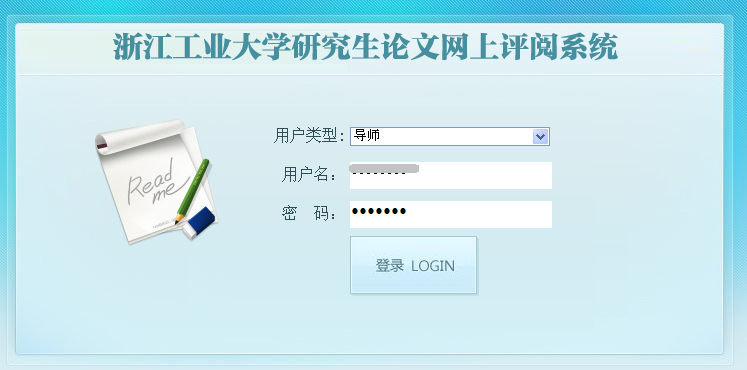 浙江工业大学研究生论文网上评阅系统
用户类型: 导师
用户名:
密 码: •••••••
登录 LOGIN
Read
me